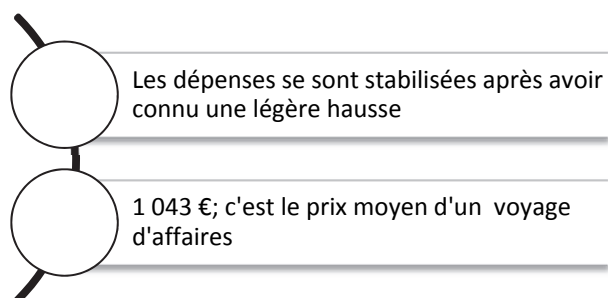 Les dépenses se sont stabilisées après avoir
connu une légère hausse
1 043 €; c'est le prix moyen d'un  voyage
d'affaires